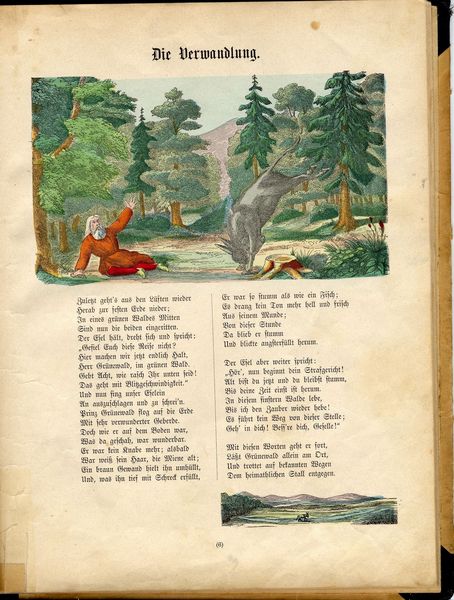 Die Verwandlung.
Zuletzt geht's aus den Lüften wieder
Herab zur festen Erde nieder;
In eines grünen Waldes Mitten
Sind nun die beiden eingeritten.
Der Esel hält, dreht sich und spricht:
„Gefiel Euch diese Reise nicht?
Hier machen wir jetzt endlich Halt,
Herr Grünewald, im grünen Wald.
Gebt Acht, wie rasch Ihr unten seid!
Das geht mit Blitzgeschwindigkeit."
Und nun fing unser Eselein
An auszuschlagen und zu schrei'n.
Prinz Grünewald flog auf die Erde
Mit sehr verwunderter Geberde.
Doch wie er auf dem Boden war,
Was da geschah, war wunderbar.
Er war kein Knabe mehr; alsbald
War weiß sein Haar, die Miene alt;
Ein braun Gewand hielt ihn umhüllt,
Und, was ihn tief mit Schreck erfüllt,
Er war so stumm als wie ein Fisch;
Es drang kein Ton mehr hell und frisch
Aus seinem Munde;
Von dieser Stunde
Da blieb er stumm
Und blickte angsterfüllt herum.
Der Esel aber weiter spricht:
„Hör', nun beginnt dein Strafgericht!
Alt bist du jetzt und du bleibst stumm,
Bis deine Zeit einst ist herum.
In diesem finstern Walde lebe,
Bis ich den Zauber wieder hebe!
Es führt kein Weg von dieser Stelle;
Geh' in dich! Bess're dich, Geselle!"
Mit diesen Worten geht er fort,
Läßt Grünewald allein am Ort,
Und trottet auf bekannten Wegen
Dem heimathlichen Stall entgegen.
(6)